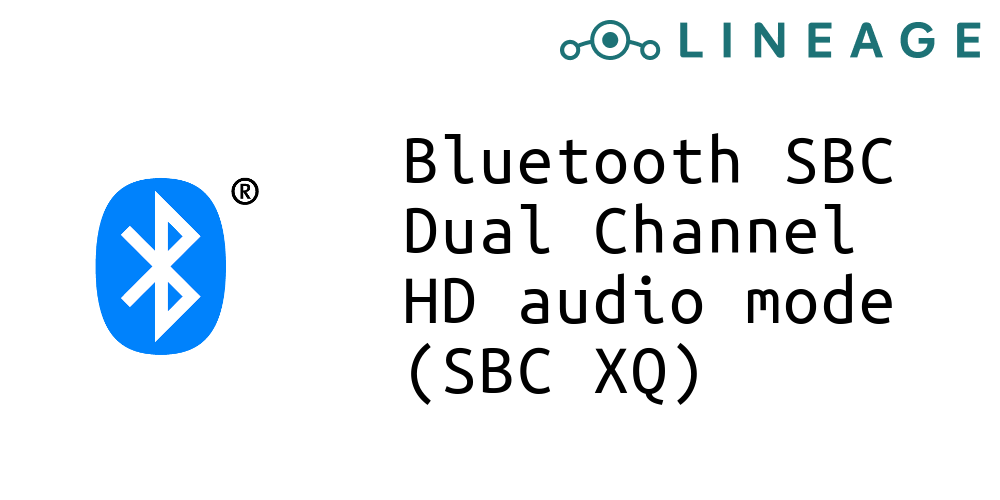 LINEAGE
®
Bluetooth SBC
Dual Channel
HD audio mode
(SBC XQ)